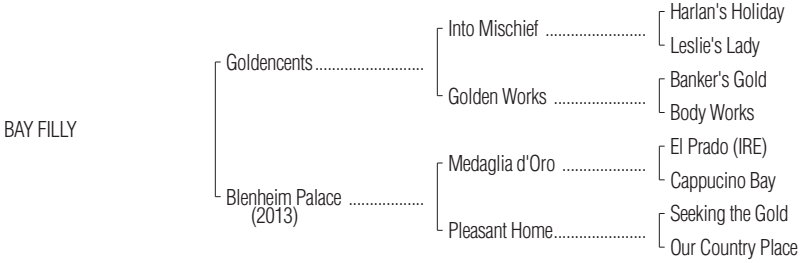 Harlan's Holiday
Into Mischief ........................
Leslie's Lady
Goldencents..........................
Banker's Gold
Golden Works ......................
Body Works
BAY FILLY
El Prado (IRE)
Medaglia d'Oro ....................
Cappucino Bay
Blenheim Palace ..................
(2013)
Seeking the Gold
Pleasant Home......................
Our Country Place